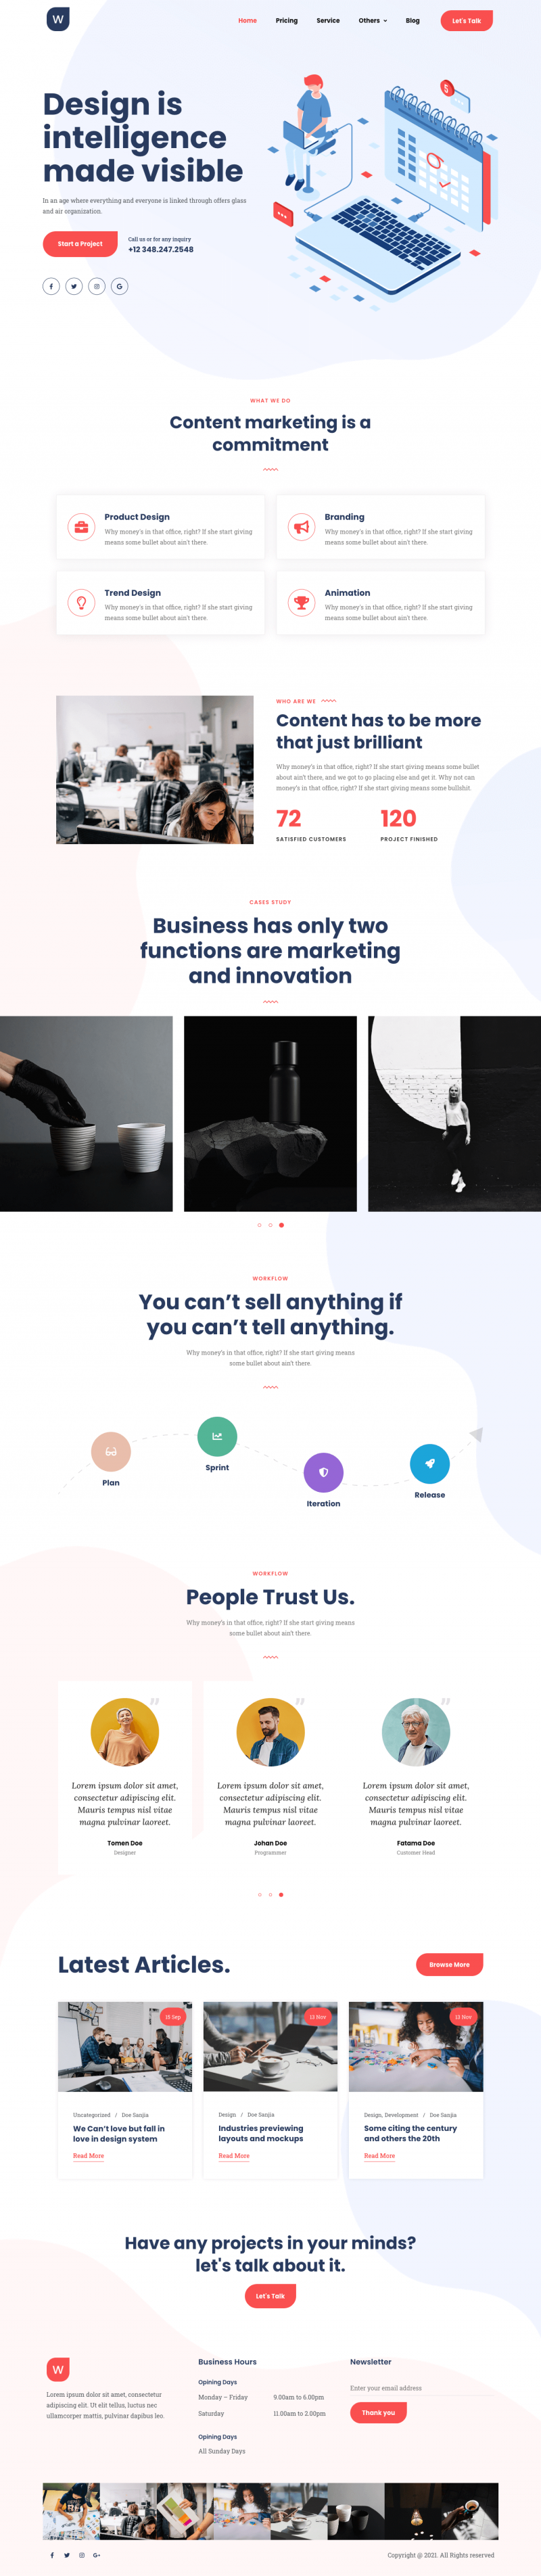 W
Home Pricing Service Others Blog Let's Talk
Design is
intelligence
made visible
In an age where everything and everyone is linked through offers glass
and air organization.
Start a Project
Call us or for any inquiry
+12 348.247.2548
WHAT WE DO
Content marketing is a
commitment
Product Design
Why money's in that office, right? If she start giving
means some bullet about ain't there.
Branding
Why money's in that office, right? If she start giving
means some bullet about ain't there.
Trend Design
Why money's in that office, right? If she start giving
means some bullet about ain't there.
Animation
Why money's in that office, right? If she start giving
means some bullet about ain't there.
WHO ARE WE
Content has to be more
that just brilliant
Why money's in that office, right? If she start giving means some bullet
about ain't there, and we got to go placing else and get it. Why not can
money's in that office, right? If she start giving means some bullshit.
72
SATISFIED CUSTOMERS
120
PROJECT FINISHED
CASES STUDY
Business has only two
functions are marketing
and innovation
WORKFLOW
You can't sell anything if
you can't tell anything.
Why money's in that office, right? If she start giving means
some bullet about ain't there.
Plan
Sprint
Iteration
Release
WORKFLOW
People Trust Us.
Why money's in that office, right? If she start giving means
some bullet about ain't there.
Lorem ipsum dolor sit amet,
consectetur adipiscing elit.
Mauris tempus nisl vitae
magna pulvinar laoreet.
Tomen Doe
Designer
Lorem ipsum dolor sit amet,
consectetur adipiscing elit.
Mauris tempus nisl vitae
magna pulvinar laoreet.
Johan Doe
Programmer
Lorem ipsum dolor sit amet,
consectetur adipiscing elit.
Mauris tempus nisl vitae
magna pulvinar laoreet.
Fatama Doe
Customer Head
Latest Articles.
Browse More
15 Sep
Uncategorized / Doe Sanjia
We Can't love but fall in
love in design system
Read More
12 Nov
Design / Doe Sanjia
Industries previewing
layouts and mockups
Read More
12 Nov
Design, Development / Doe Sanjia
Some citing the century
and others the 20th
Read More
Have any projects in your minds?
let's talk about it.
Let's Talk
W
Lorem ipsum dolor sit amet, consectetur
adipiscing elit. Ut elit tellus, luctus nec
ullamcorper mattis, pulvinar dapibus leo.
Business Hours
Opining Days
Monday – Friday 9.00am to 6.00pm
Saturday 11.00am to 2.00pm
Opining Days
All Sunday Days
Newsletter
Enter your email address
Thank you
Copyright @ 2021. All Rights reserved